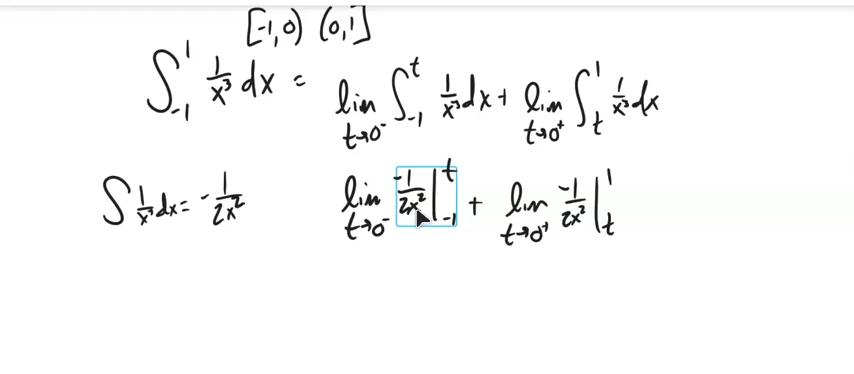 [-1,0) (0,1]
∫_{-1}^{1} 1/x³ dx = lim_{t→0⁻} ∫_{-1}^{t} 1/x³ dx + lim_{t→0⁺} ∫_{t}^{1} 1/x³ dx
∫ 1/x³ dx = -1/(2x²) lim_{t→0⁻} -1/(2x²) |_{-1}^{t} + lim_{t→0⁺} -1/(2x²) |_{t}^{1}